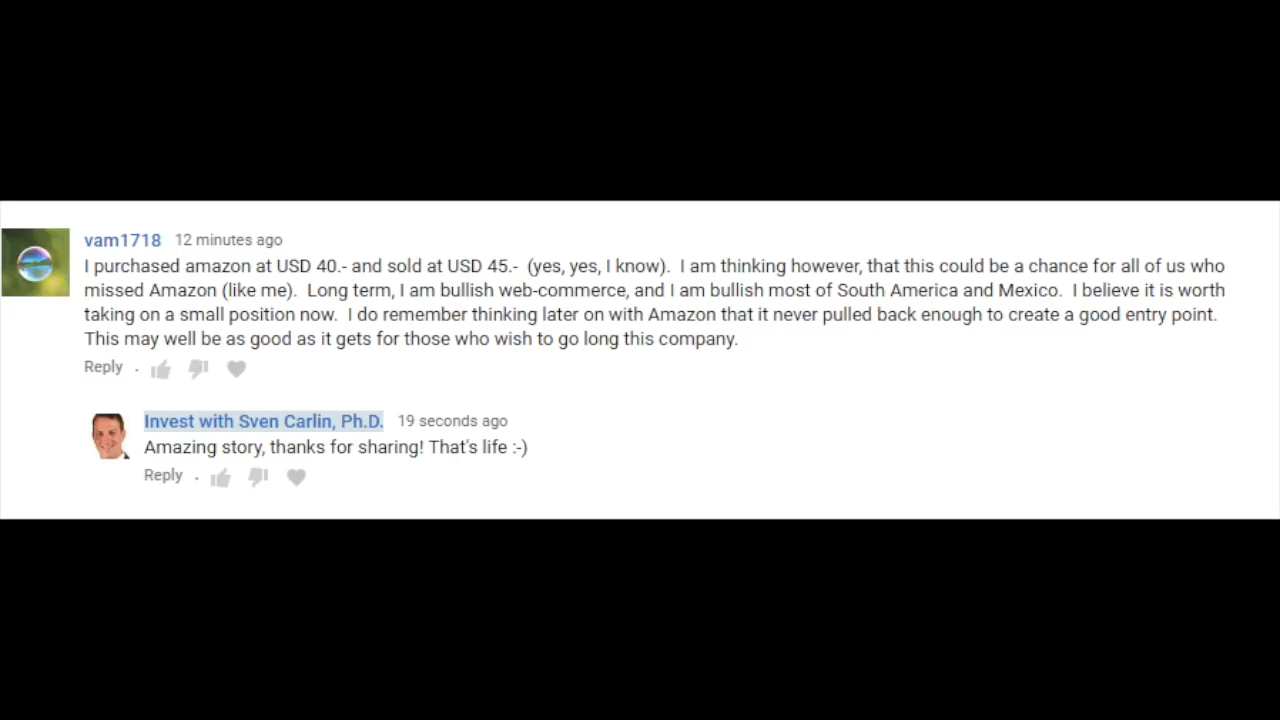 vam1718 12 minutes ago
I purchased amazon at USD 40.- and sold at USD 45.-  (yes, yes, I know).  I am thinking however, that this could be a chance for all of us who
missed Amazon (like me).  Long term, I am bullish web-commerce, and I am bullish most of South America and Mexico.  I believe it is worth
taking on a small position now.  I do remember thinking later on with Amazon that it never pulled back enough to create a good entry point.
This may well be as good as it gets for those who wish to go long this company.
Reply ·
Invest with Sven Carlin, Ph.D. 19 seconds ago
Amazing story, thanks for sharing! That's life :-)
Reply ·